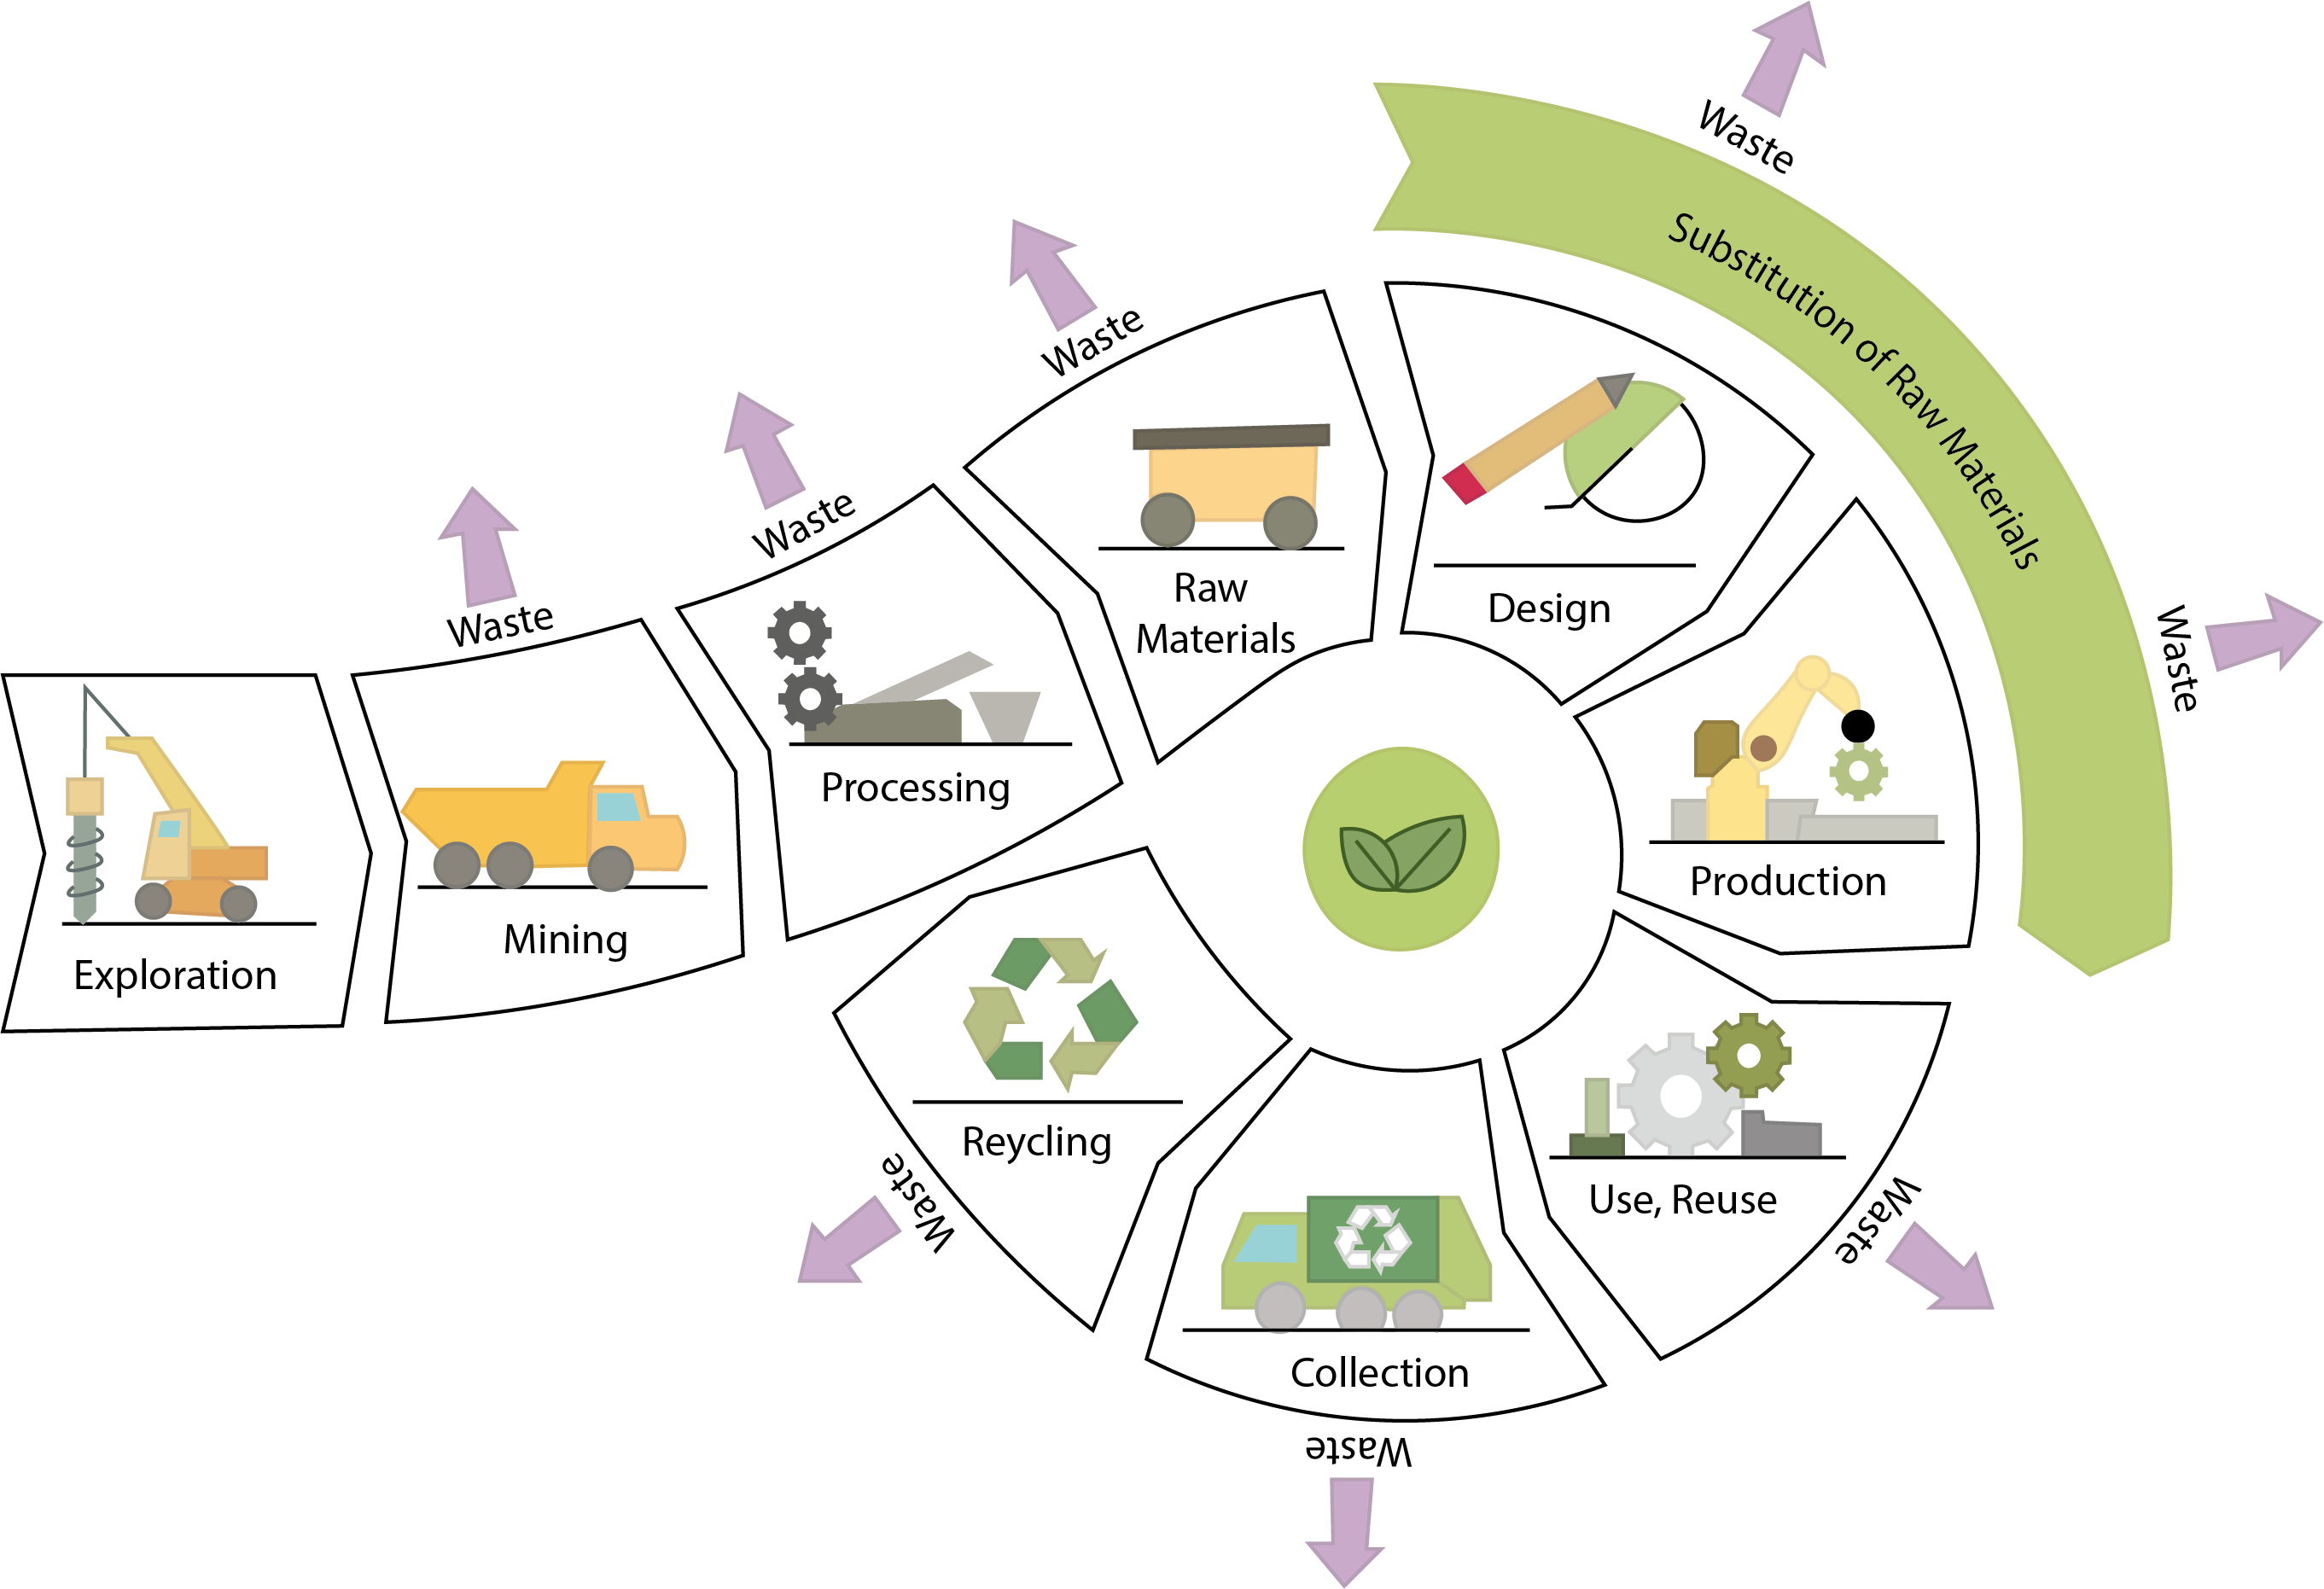 Waste
Substitution of Raw Materials
Waste
Waste
Waste
Waste
Waste
Exploration
Mining
Processing
Raw
Materials
Design
Production
Use, Reuse
Waste
Collection
Waste
Reycling
Waste